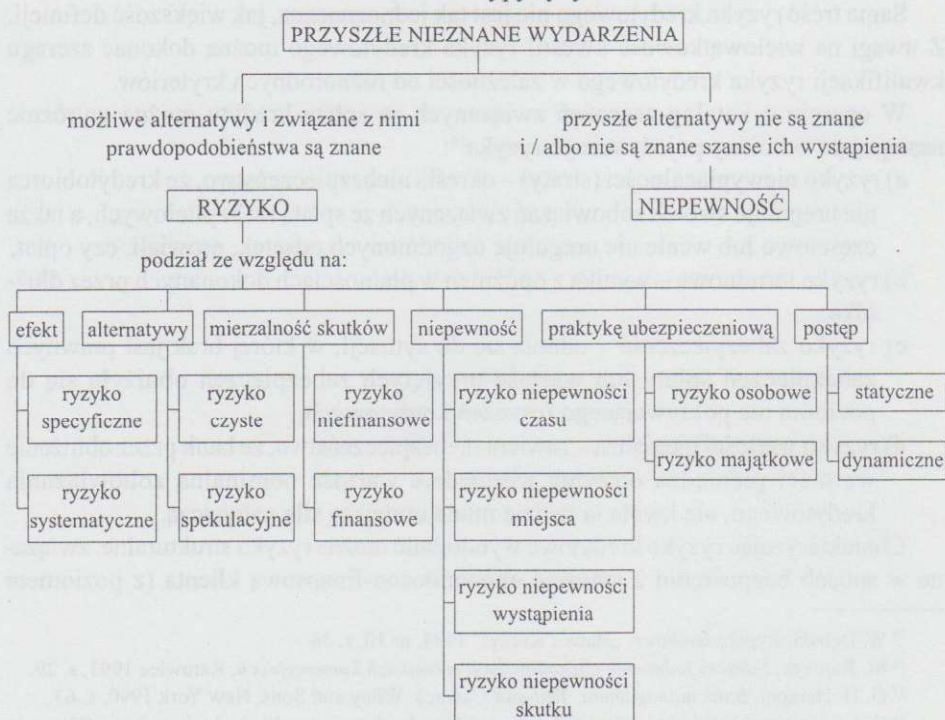 PRZYSZŁE NIEZNANE WYDARZENIA
możliwe alternatywy i związane z nimi
prawdopodobieństwa są znane
przyszłe alternatywy nie są znane
i / albo nie są znane szanse ich wystąpienia
RYZYKO
NIEPEWNOŚĆ
podział ze względu na:
efekt
alternatywy
mierzalność skutków
niepewność
praktykę ubezpieczeniową
postęp
ryzyko
specyficzne
ryzyko
systematyczne
ryzyko
czyste
ryzyko
spekulacyjne
ryzyko
niefinansowe
ryzyko
finansowe
ryzyko niepewności
czasu
ryzyko niepewności
miejsca
ryzyko niepewności
wystąpienia
ryzyko niepewności
skutku
ryzyko osobowe
ryzyko majątkowe
statyczne
dynamiczne